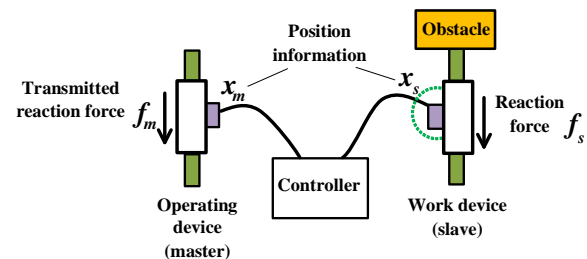 Obstacle
Position
information
Transmitted
reaction force
x_m
x_s
f_m
Reaction
force
f_s
Controller
Operating
device
(master)
Work device
(slave)